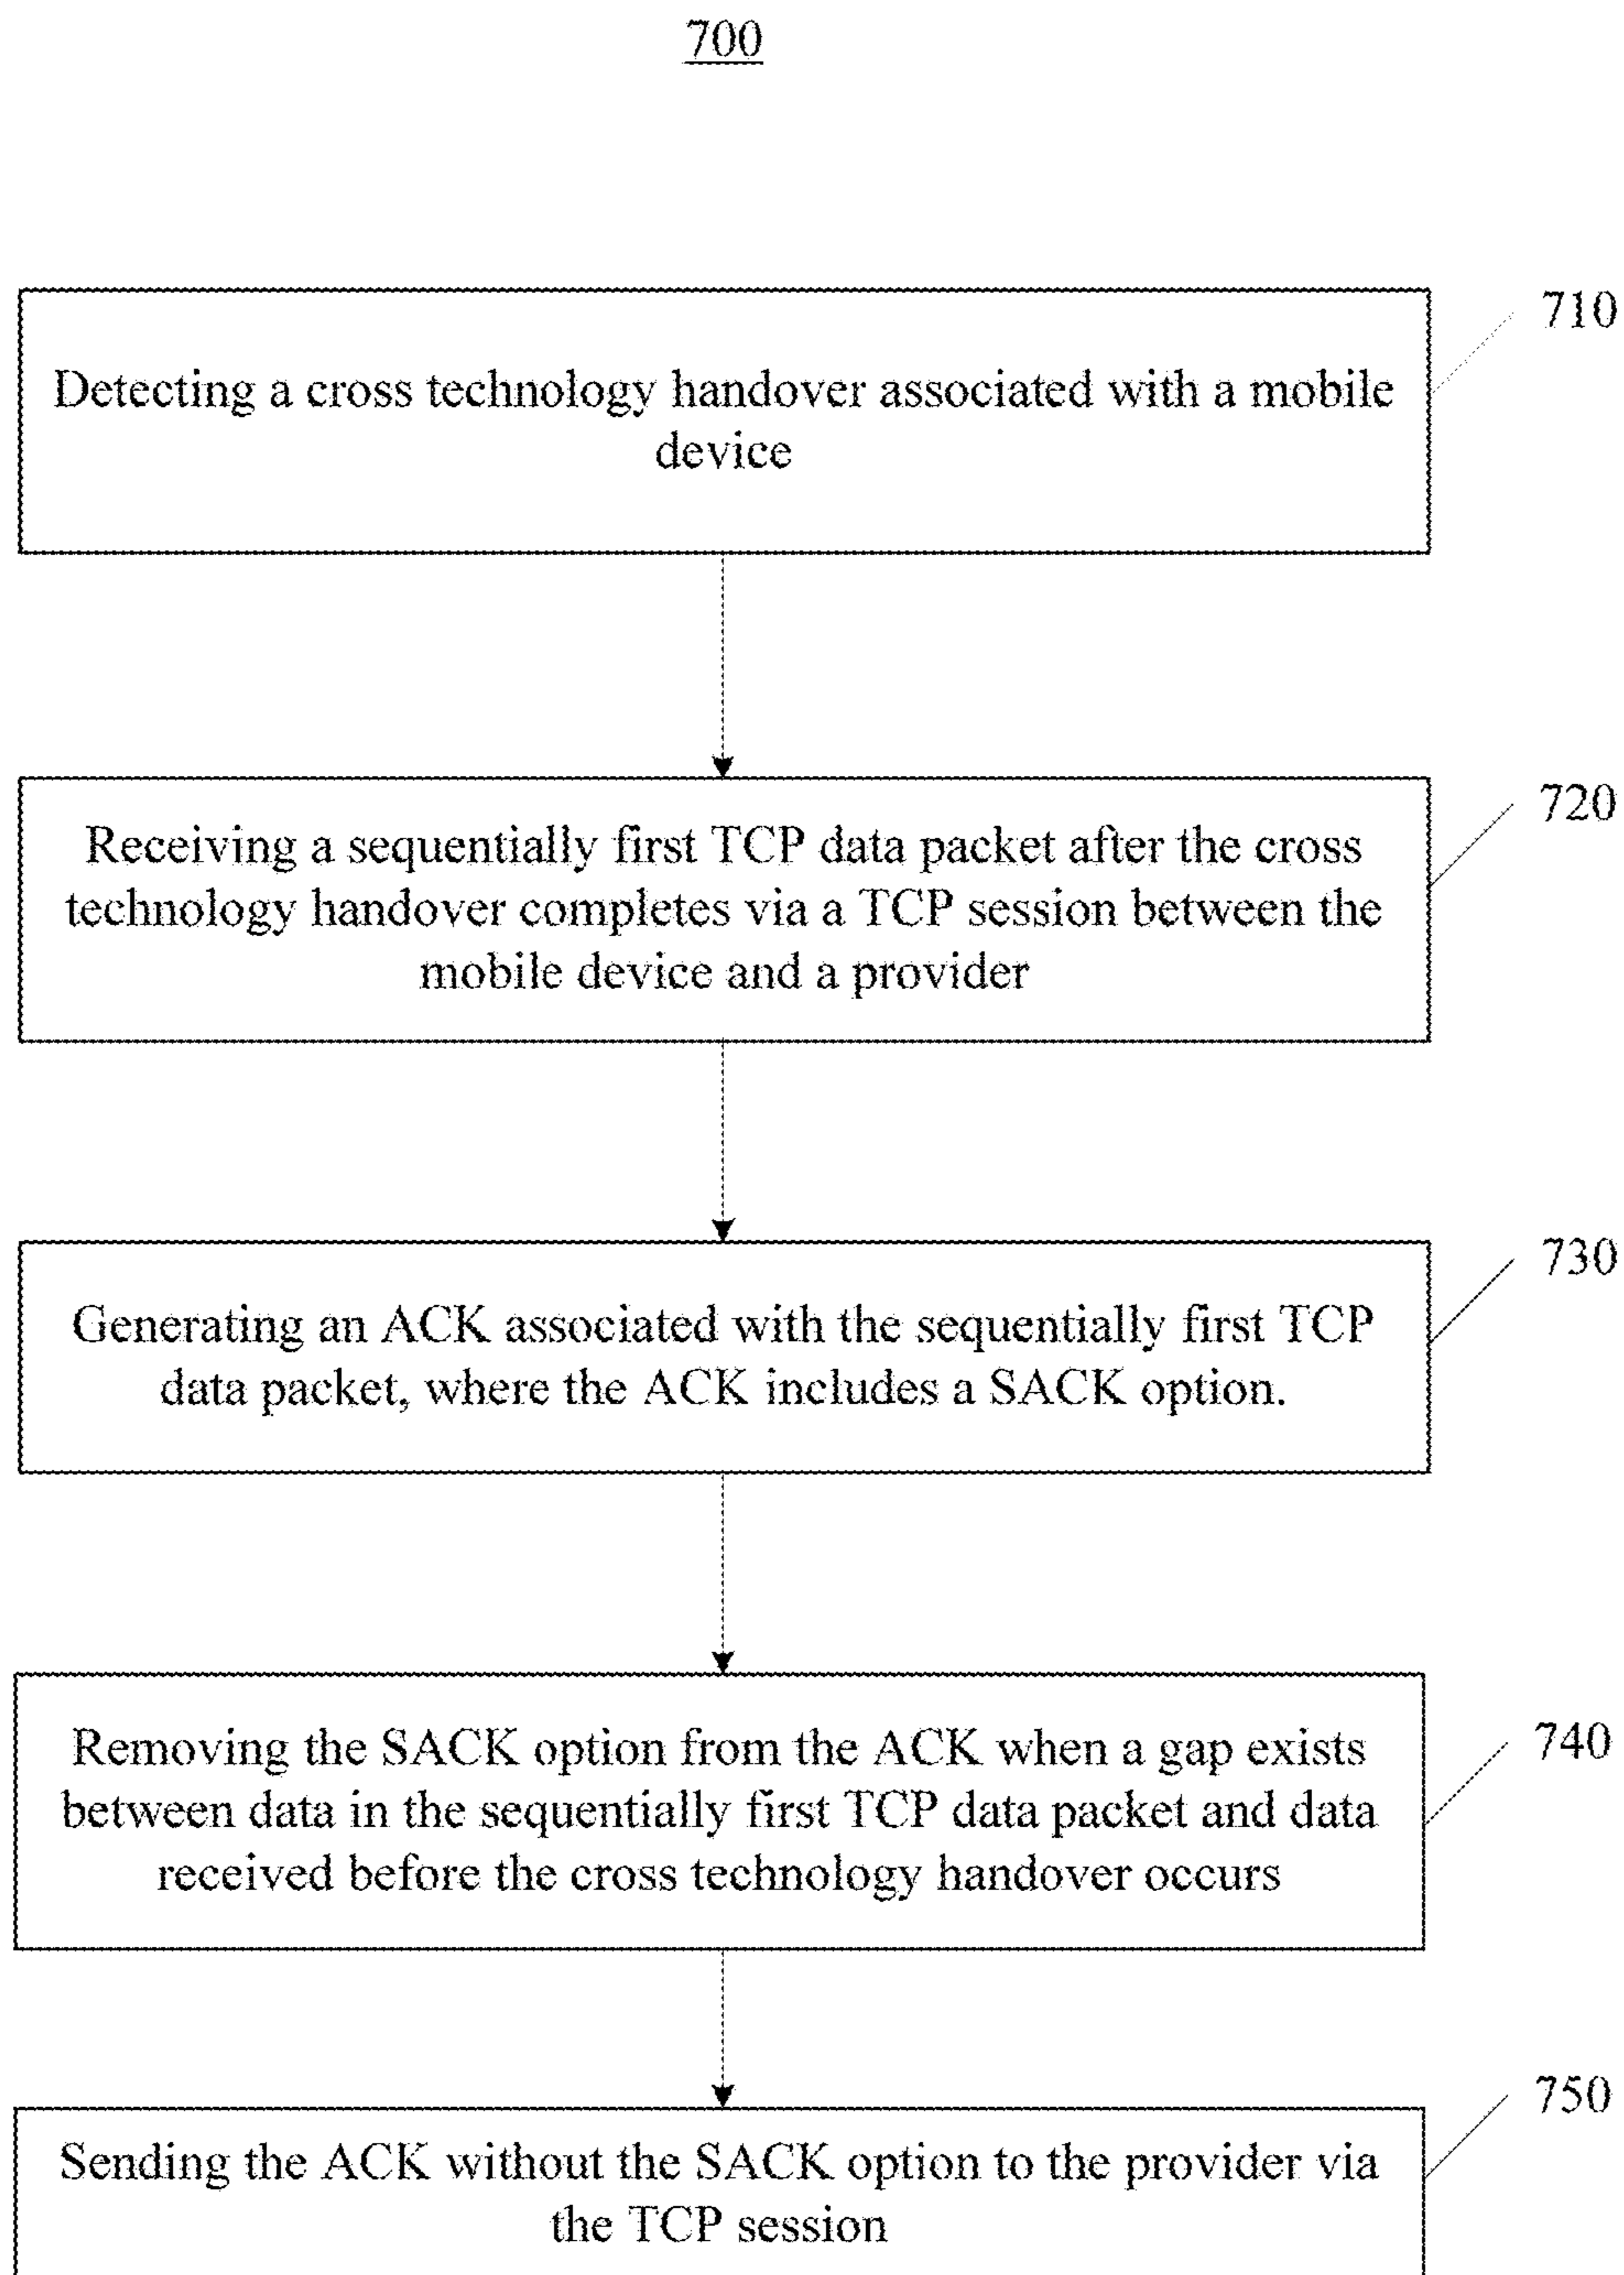 700
710
Detecting a cross technology handover associated with a mobile
device
720
Receiving a sequentially first TCP data packet after the cross
technology handover completes via a TCP session between the
mobile device and a provider
730
Generating an ACK associated with the sequentially first TCP
data packet, where the ACK includes a SACK option.
740
Removing the SACK option from the ACK when a gap exists
between data in the sequentially first TCP data packet and data
received before the cross technology handover occurs
750
Sending the ACK without the SACK option to the provider via
the TCP session